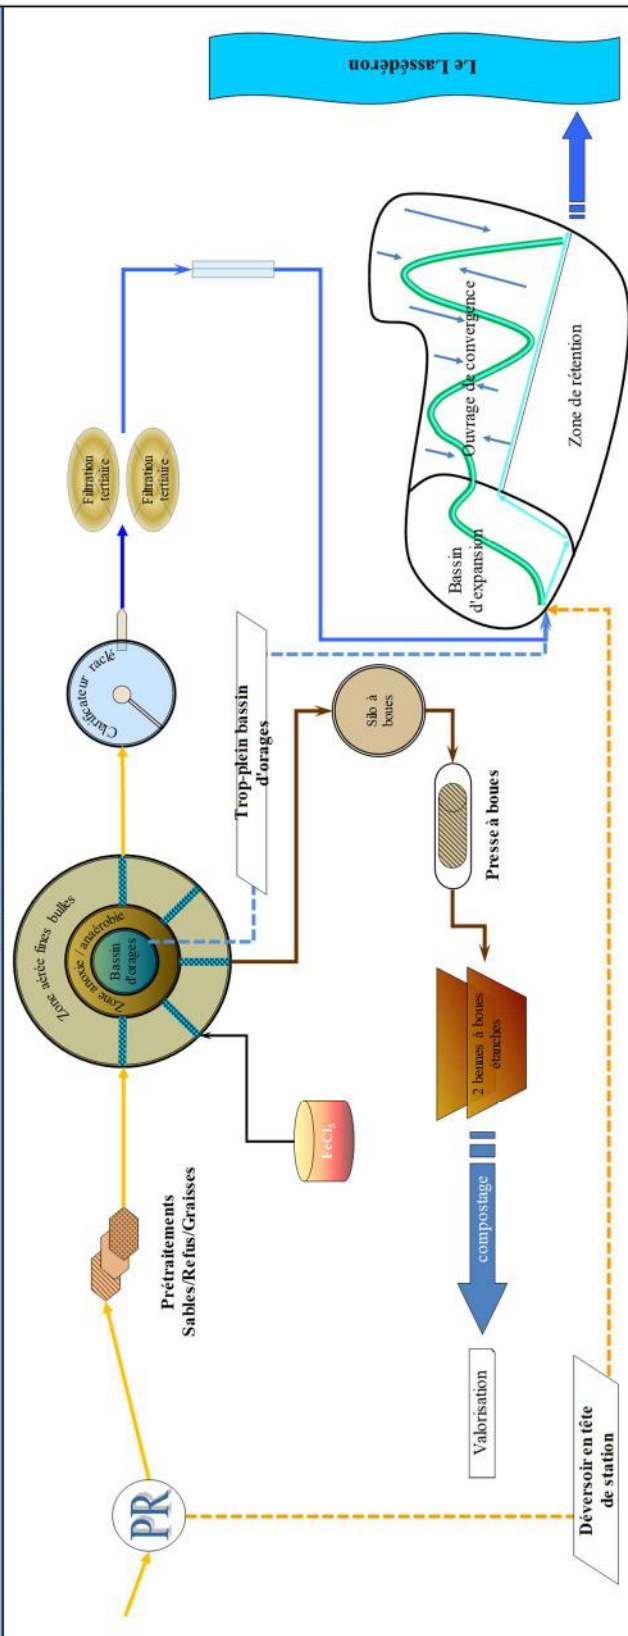 PR
Prétraitements
Sables/Refus/Graisses
Zone aérée fines bulles
Zone anoxie / anaérobie
Bassin
d'orages
Clarificateur raclé
Filtration
tertiaire
Filtration
tertiaire
FeCl₃
Trop-plein bassin
d'orages
Silo à
boues
Presse à boues
2 bennes à boues
étanches
compostage
Valorisation
Déversoir en tête
de station
Bassin
d'expansion
Ouvrage de convergence
Zone de rétention
Le Lassédéron